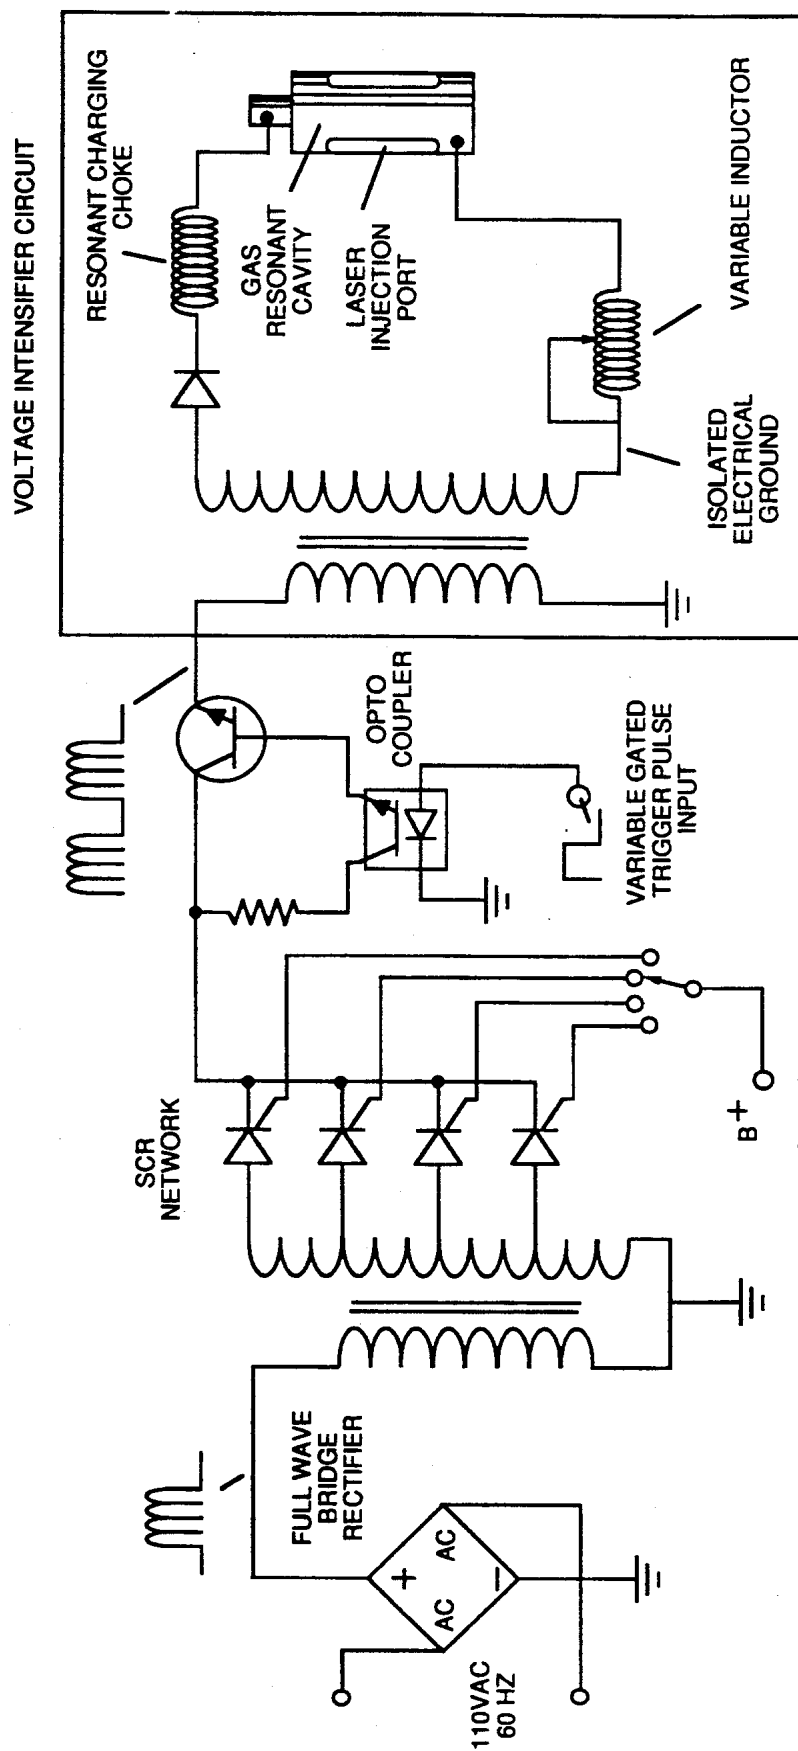 VOLTAGE INTENSIFIER CIRCUIT
RESONANT CHARGING
CHOKE
GAS
RESONANT
CAVITY
LASER
INJECTION
PORT
VARIABLE INDUCTOR
ISOLATED
ELECTRICAL
GROUND
OPTO
COUPLER
VARIABLE GATED
TRIGGER PULSE
INPUT
SCR
NETWORK
B+
FULL WAVE
BRIDGE
RECTIFIER
+
AC
AC
−
110VAC
60 HZ